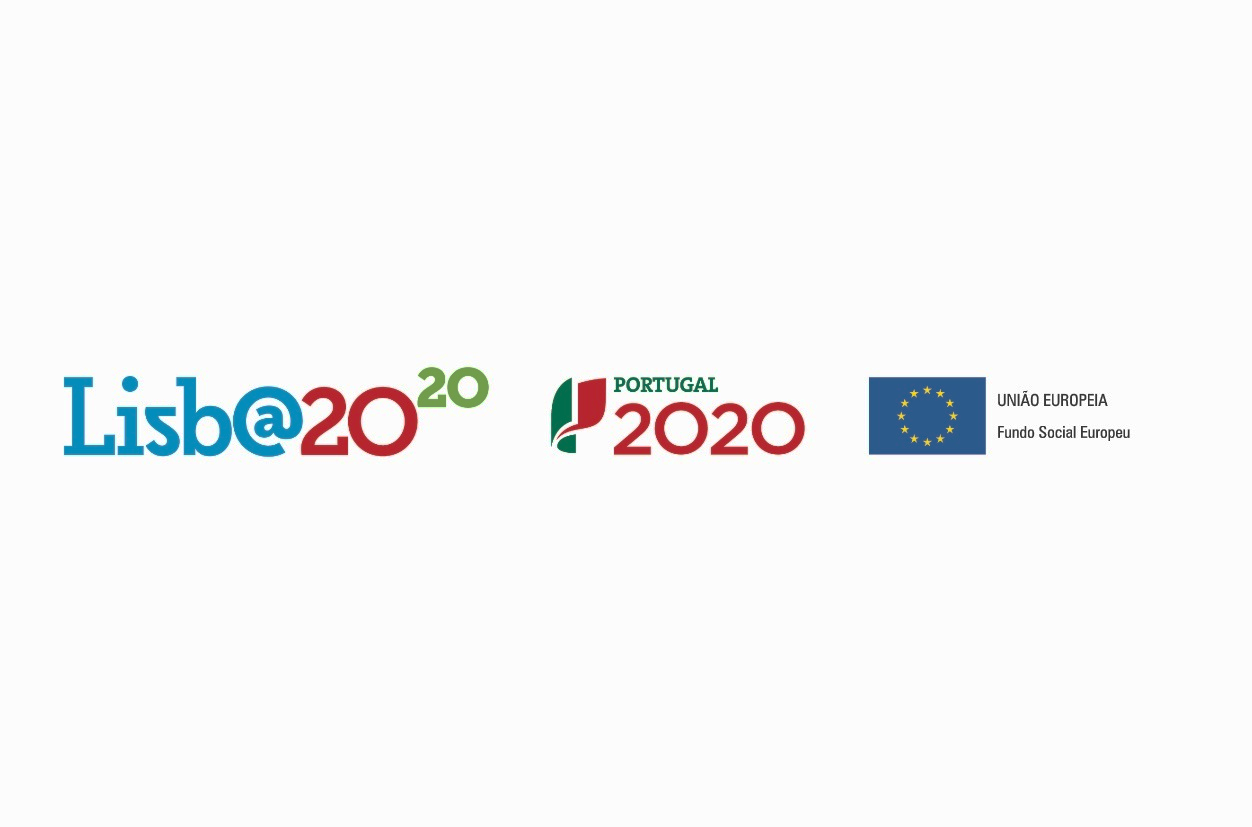 Lisb@2020
PORTUGAL
2020
UNIÃO EUROPEIA
Fundo Social Europeu